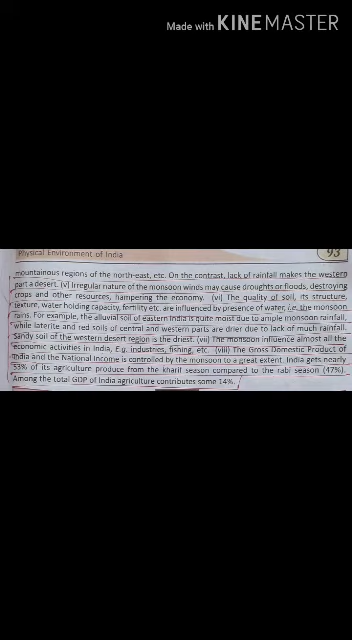 Made with KINEMASTER
Physical Environment of India 93
mountainous regions of the north-east, etc. On the contrast, lack of rainfall makes the western
part a desert. (v) Irregular nature of the monsoon winds may cause droughts or floods, destroying
crops and other resources, hampering the economy. (vi) The quality of soil, its structure,
texture, water holding capacity, fertility etc. are influenced by presence of water, i.e. the monsoon
rains. For example, the alluvial soil of eastern India is quite moist due to ample monsoon rainfall,
while laterite and red soils of central and western parts are drier due to lack of much rainfall.
Sandy soil of the western desert region is the driest. (vii) The monsoon influence almost all the
economic activities in India, E.g. industries, fishing, etc. (viii) The Gross Domestic Product of
India and the National Income is controlled by the monsoon to a great extent. India gets nearly
53% of its agriculture produce from the kharif season compared to the rabi season (47%).
Among the total GDP of India agriculture contributes some 14%.